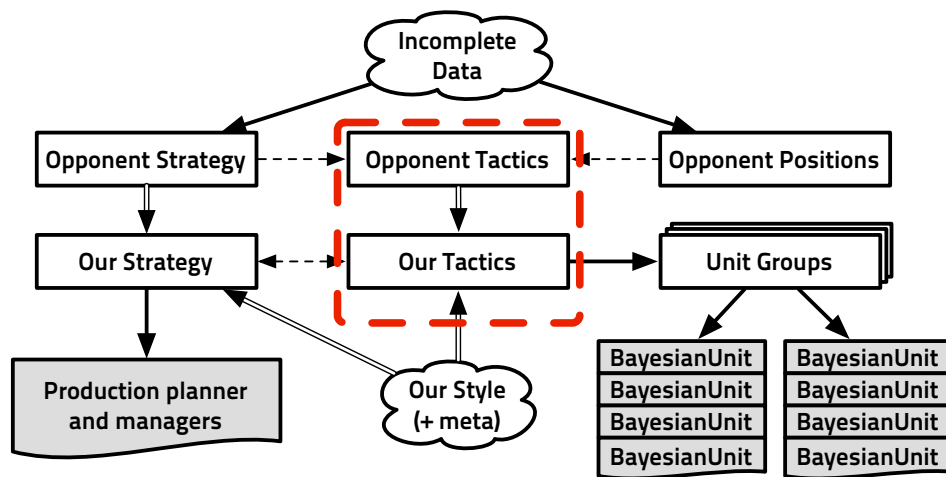 Incomplete
Data
Opponent Strategy
Opponent Tactics
Opponent Positions
Our Strategy
Our Tactics
Unit Groups
Production planner
and managers
Our Style
(+ meta)
BayesianUnit
BayesianUnit
BayesianUnit
BayesianUnit
BayesianUnit
BayesianUnit
BayesianUnit
BayesianUnit